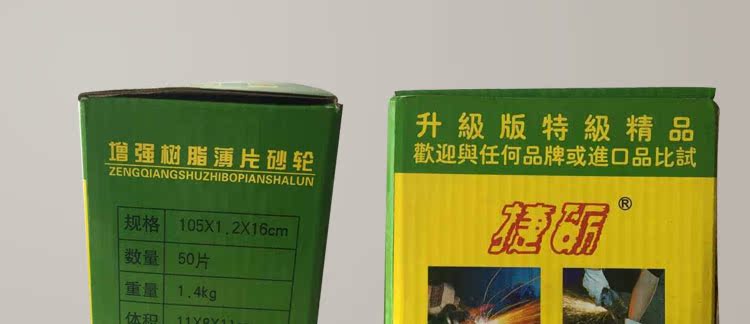 增强树脂薄片砂轮
ZENGQIANGSHUZHIBOPIANSHALUN
规格 105X1.2X16cm
数量 50片
重量 1.4kg
体积
升級版特級精品
歡迎與任何品牌或進口品比試
捷砺®